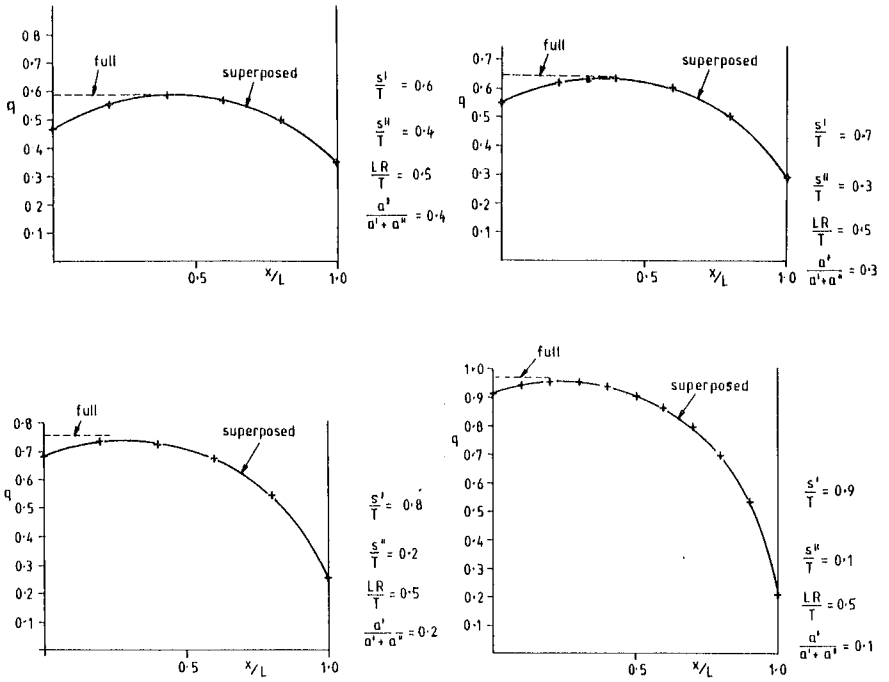 0·8
0·7
0·6
0·5
0·4
0·3
0·2
0·1
q
full
superposed
0·5
x/L
1·0
s'/T = 0·6
s"/T = 0·4
LR/T = 0·5
a'/a'+a" = 0·4
0·7
0·6
0·5
0·4
0·3
0·2
0·1
q
full
superposed
0·5
x/L
1·0
s'/T = 0·7
s"/T = 0·3
LR/T = 0·5
a'/a'+a" = 0·3
0·8
0·7
0·6
0·5
0·4
0·3
0·2
0·1
q
full
superposed
0·5
x/L
1·0
s'/T = 0·8
s"/T = 0·2
LR/T = 0·5
a'/a'+a" = 0·2
1·0
0·9
0·8
0·7
0·6
0·5
0·4
0·3
0·2
0·1
q
full
superposed
0·5
x/L
1·0
s'/T = 0·9
s"/T = 0·1
LR/T = 0·5
a'/a'+a" = 0·1